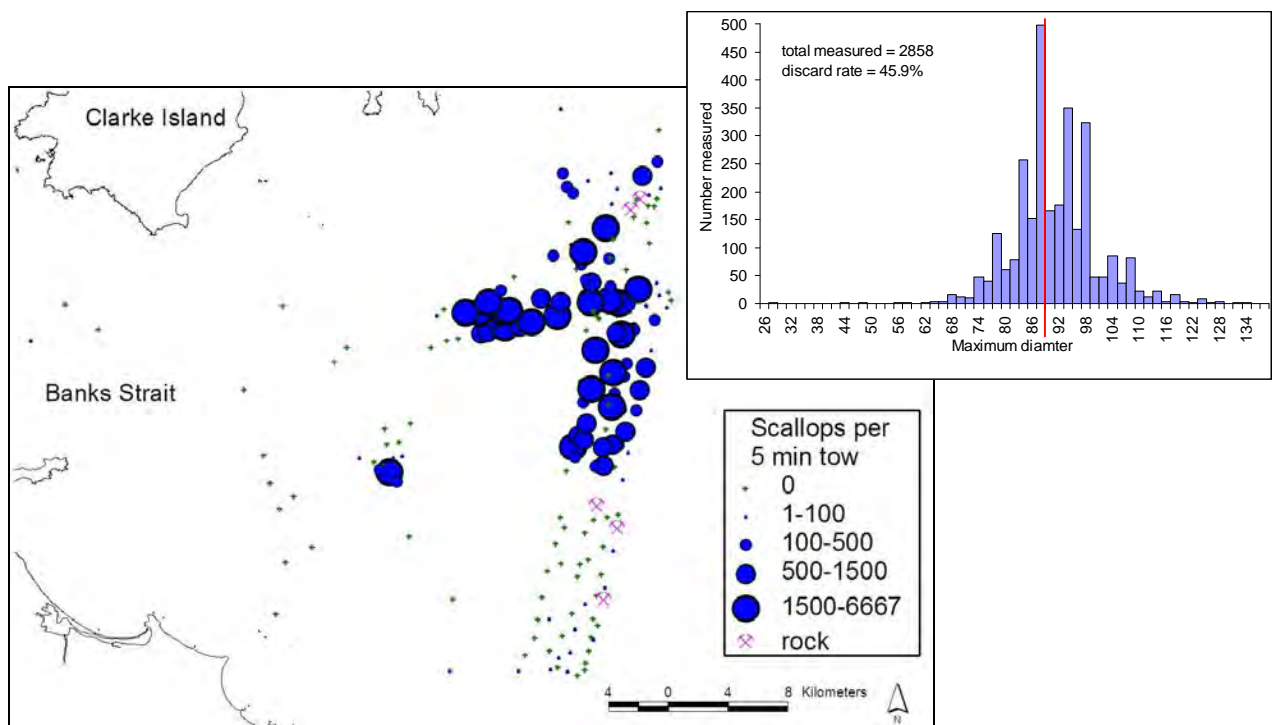 Clarke Island
Banks Strait
Scallops per
5 min tow
0
1-100
100-500
500-1500
1500-6667
rock
4 0 4 8 Kilometers
N
500
450
400
350
300
250
200
150
100
50
0
Number measured
total measured = 2858
discard rate = 45.9%
26 32 38 44 50 56 62 68 74 80 86 92 98 104 110 116 122 128 134
Maximum diamter